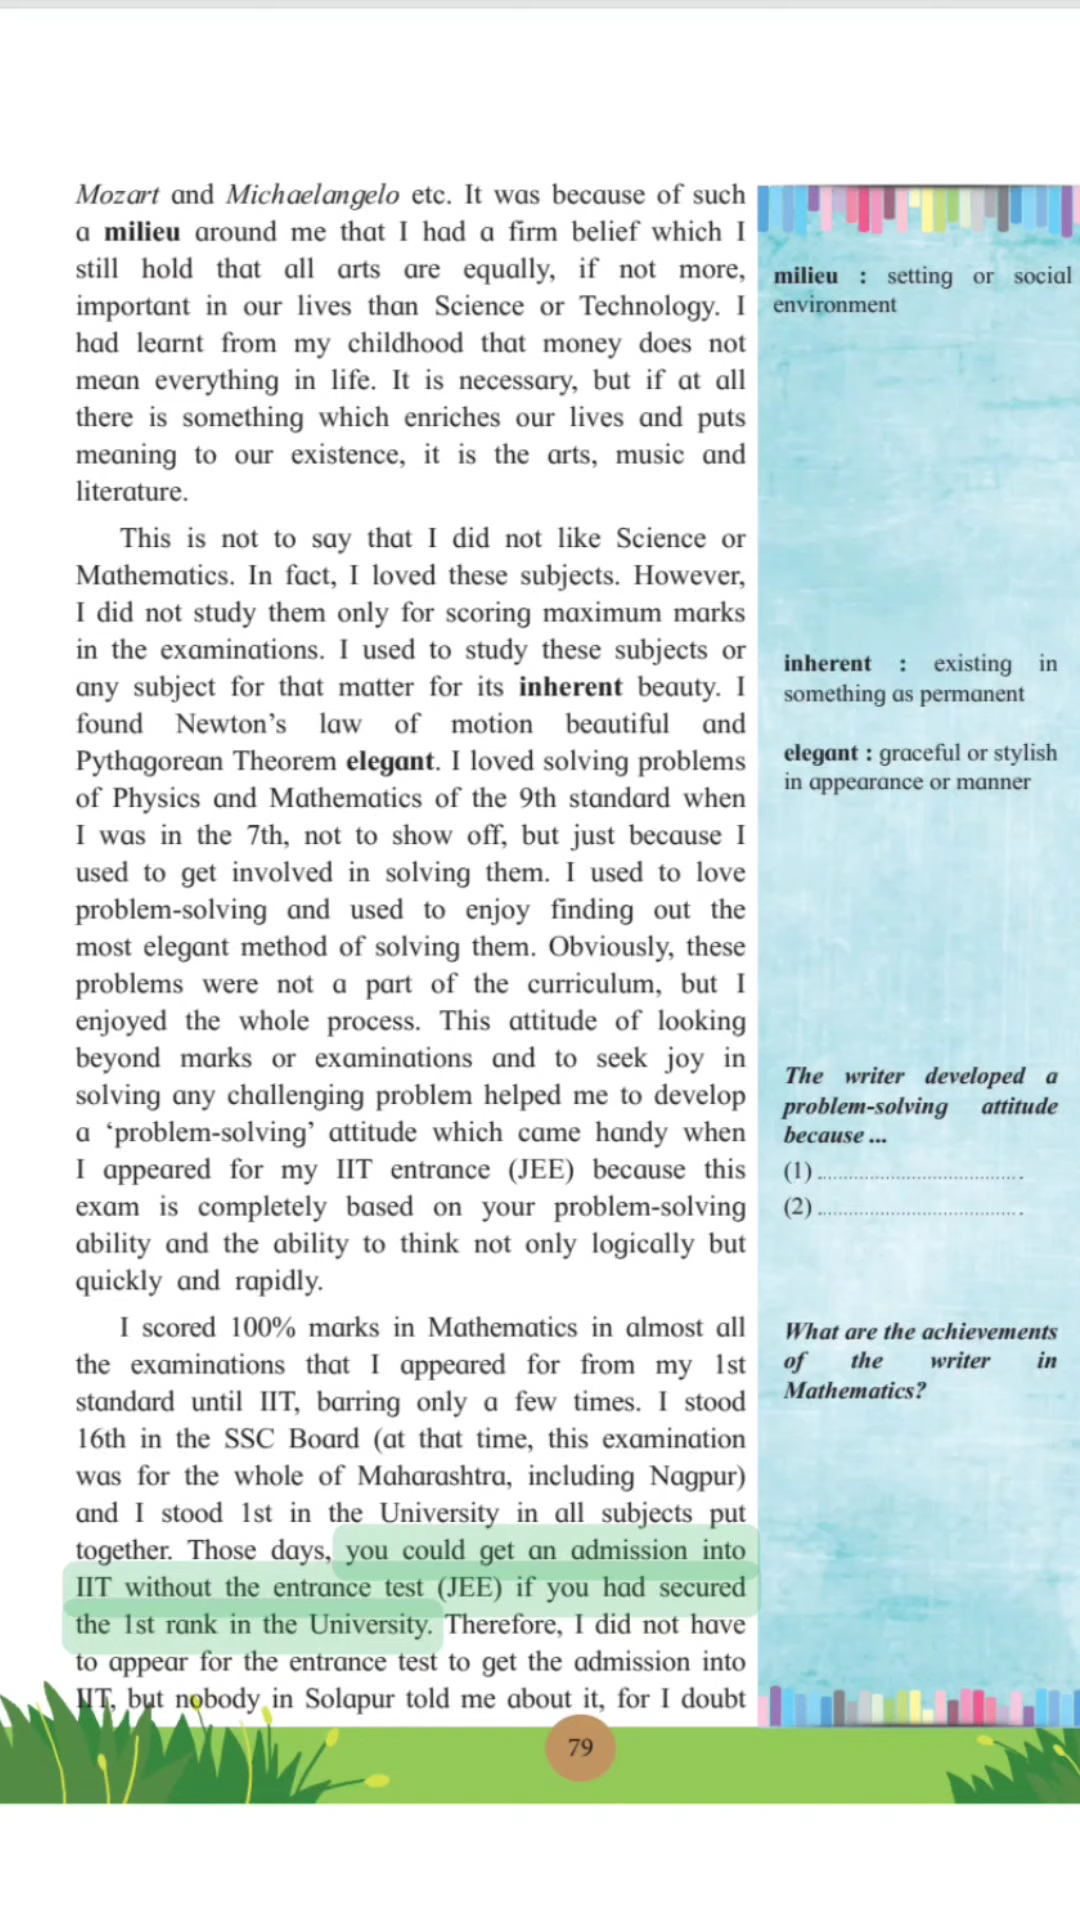 Mozart and Michaelangelo etc. It was because of such
a milieu around me that I had a firm belief which I
still hold that all arts are equally, if not more,
important in our lives than Science or Technology. I
had learnt from my childhood that money does not
mean everything in life. It is necessary, but if at all
there is something which enriches our lives and puts
meaning to our existence, it is the arts, music and
literature.
This is not to say that I did not like Science or
Mathematics. In fact, I loved these subjects. However,
I did not study them only for scoring maximum marks
in the examinations. I used to study these subjects or
any subject for that matter for its inherent beauty. I
found Newton’s law of motion beautiful and
Pythagorean Theorem elegant. I loved solving problems
of Physics and Mathematics of the 9th standard when
I was in the 7th, not to show off, but just because I
used to get involved in solving them. I used to love
problem-solving and used to enjoy finding out the
most elegant method of solving them. Obviously, these
problems were not a part of the curriculum, but I
enjoyed the whole process. This attitude of looking
beyond marks or examinations and to seek joy in
solving any challenging problem helped me to develop
a ‘problem-solving’ attitude which came handy when
I appeared for my IIT entrance (JEE) because this
exam is completely based on your problem-solving
ability and the ability to think not only logically but
quickly and rapidly.
I scored 100% marks in Mathematics in almost all
the examinations that I appeared for from my 1st
standard until IIT, barring only a few times. I stood
16th in the SSC Board (at that time, this examination
was for the whole of Maharashtra, including Nagpur)
and I stood 1st in the University in all subjects put
together. Those days, you could get an admission into
IIT without the entrance test (JEE) if you had secured
the 1st rank in the University. Therefore, I did not have
to appear for the entrance test to get the admission into
IIT, but nobody in Solapur told me about it, for I doubt
milieu : setting or social
environment
inherent : existing in
something as permanent
elegant : graceful or stylish
in appearance or manner
The writer developed a
problem-solving attitude
because ...
(1) ....................................
(2) ....................................
What are the achievements
of the writer in
Mathematics?
79